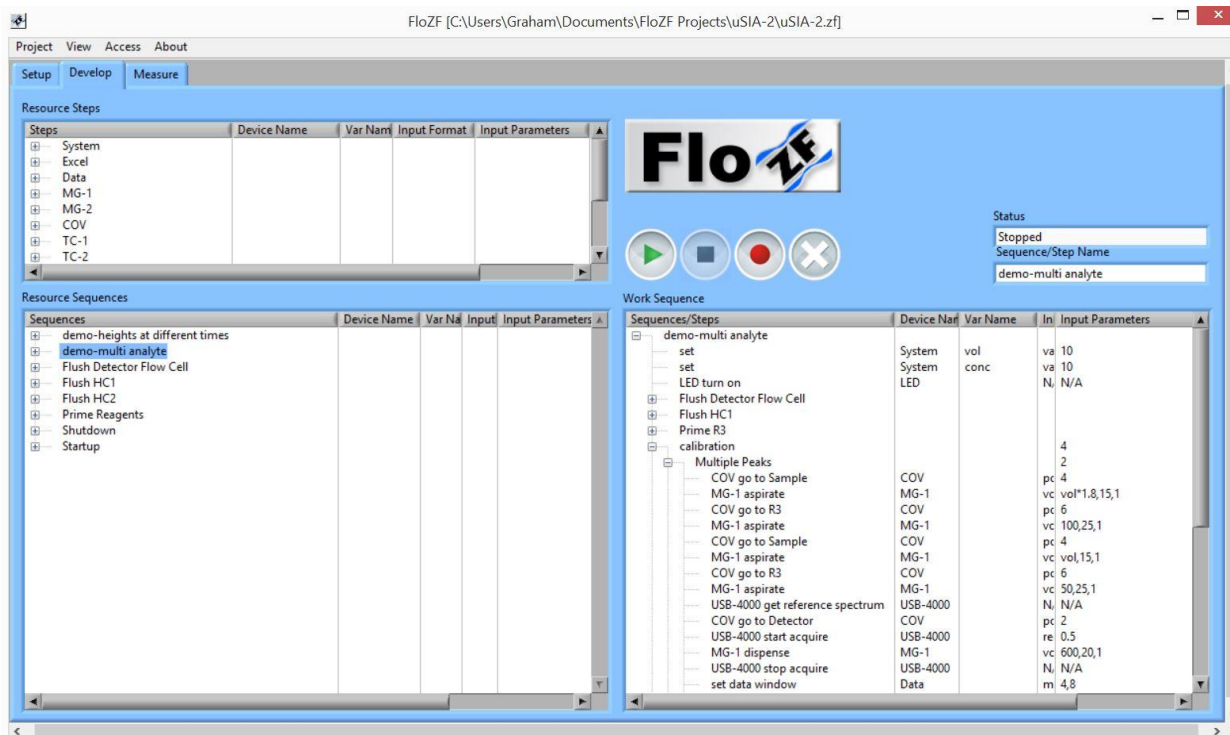 FloZF [C:\Users\Graham\Documents\FloZF Projects\uSIA-2\uSIA-2.zf]
Project View Access About
Setup Develop Measure
Resource Steps
Steps Device Name Var Nam Input Format Input Parameters
System
Excel
Data
MG-1
MG-2
COV
TC-1
TC-2
Flo ZF
Status
Stopped
Sequence/Step Name
demo-multi analyte
Resource Sequences
Sequences Device Name Var Na Input Input Parameters
demo-heights at different times
demo-multi analyte
Flush Detector Flow Cell
Flush HC1
Flush HC2
Prime Reagents
Shutdown
Startup
Work Sequence
Sequences/Steps Device Nar Var Name In Input Parameters
demo-multi analyte
set System vol va 10
set System conc va 10
LED turn on LED N/ N/A
Flush Detector Flow Cell
Flush HC1
Prime R3
calibration 4
Multiple Peaks 2
COV go to Sample COV pc 4
MG-1 aspirate MG-1 vc vol*1.8,15,1
COV go to R3 COV pc 6
MG-1 aspirate MG-1 vc 100,25,1
COV go to Sample COV pc 4
MG-1 aspirate MG-1 vc vol,15,1
COV go to R3 COV pc 6
MG-1 aspirate MG-1 vc 50,25,1
USB-4000 get reference spectrum USB-4000 N/ N/A
COV go to Detector COV pc 2
USB-4000 start acquire USB-4000 re 0.5
MG-1 dispense MG-1 vc 600,20,1
USB-4000 stop acquire USB-4000 N/ N/A
set data window Data m 4,8